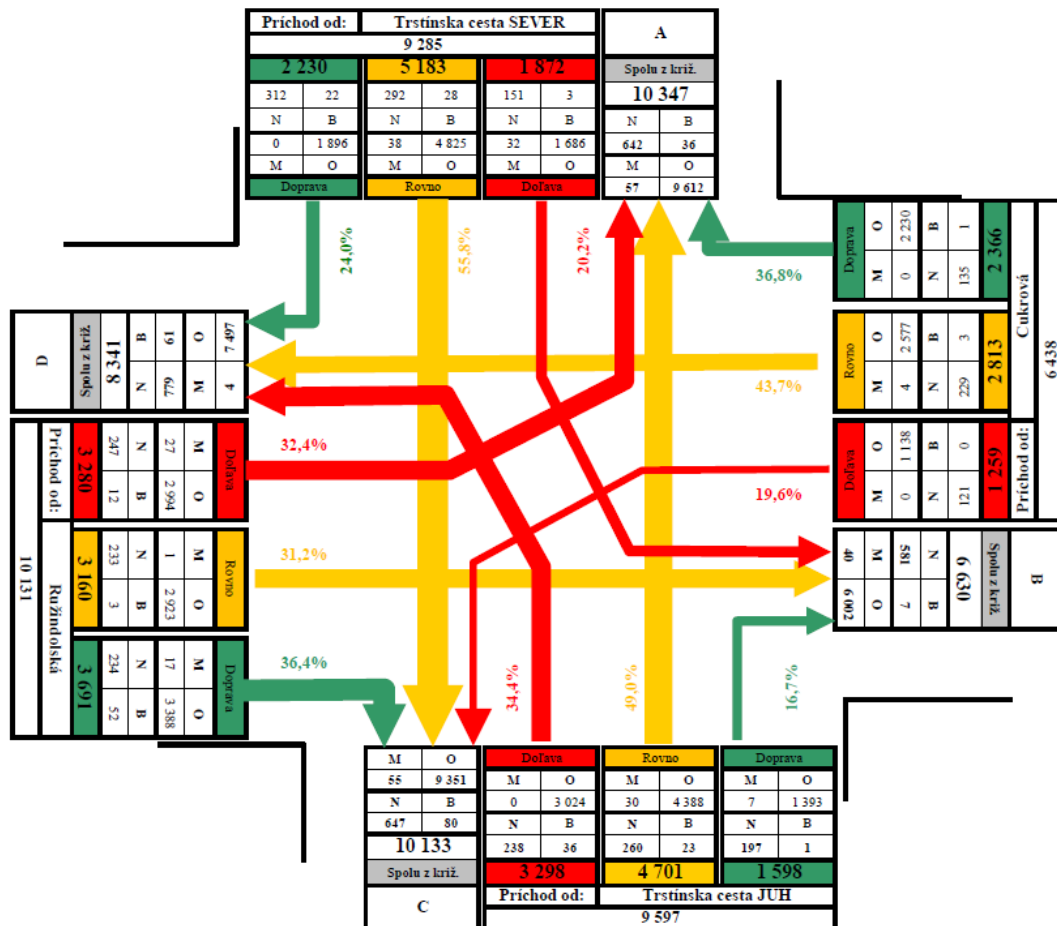 Príchod od: Trstínska cesta SEVER
9 285
2 230 5 183 1 872
312 22 292 28 151 3
N B N B N B
0 1 896 38 4 825 32 1 686
M O M O M O
Doprava Rovno Doľava
A
Spolu z križ.
10 347
N B
642 36
M O
57 9 612
24,0%
55,8%
20,2%
36,8%
43,7%
19,6%
Príchod od: Cukrová
6 438
2 366
1 135
B N
2 230 0
O M
Doprava
2 813
3 229
B N
2 577 4
O M
Rovno
1 259
0 121
B N
1 138 0
O M
Doľava
B
Spolu z križ.
6 630
N B
581 7
M O
40 6 002
D
Spolu z križ.
8 341
B N
61 779
O M
7 497 4
Príchod od: Ružindolská
10 131
3 280
247 12
N B
27 2 994
M O
Doľava
3 160
233 3
N B
1 2 923
M O
Rovno
3 691
234 52
N B
17 3 388
M O
Doprava
32,4%
31,2%
36,4%
34,4%
49,0%
16,7%
M O
55 9 351
N B
647 80
10 133
Spolu z križ.
C
Doľava Rovno Doprava
M O M O M O
0 3 024 30 4 388 7 1 393
N B N B N B
238 36 260 23 197 1
3 298 4 701 1 598
Príchod od: Trstínska cesta JUH
9 597